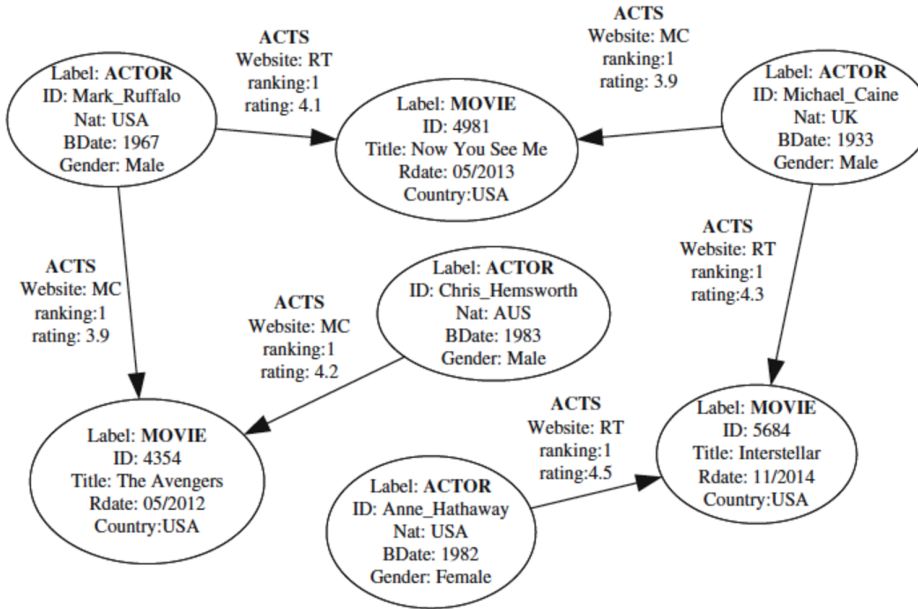 ACTS
Website: RT
ranking:1
rating: 4.1
ACTS
Website: MC
ranking:1
rating: 3.9
Label: ACTOR
ID: Mark_Ruffalo
Nat: USA
BDate: 1967
Gender: Male
Label: MOVIE
ID: 4981
Title: Now You See Me
Rdate: 05/2013
Country:USA
Label: ACTOR
ID: Michael_Caine
Nat: UK
BDate: 1933
Gender: Male
ACTS
Website: MC
ranking:1
rating: 3.9
ACTS
Website: MC
ranking:1
rating: 4.2
Label: ACTOR
ID: Chris_Hemsworth
Nat: AUS
BDate: 1983
Gender: Male
ACTS
Website: RT
ranking:1
rating:4.3
Label: MOVIE
ID: 4354
Title: The Avengers
Rdate: 05/2012
Country:USA
Label: ACTOR
ID: Anne_Hathaway
Nat: USA
BDate: 1982
Gender: Female
ACTS
Website: RT
ranking:1
rating:4.5
Label: MOVIE
ID: 5684
Title: Interstellar
Rdate: 11/2014
Country:USA